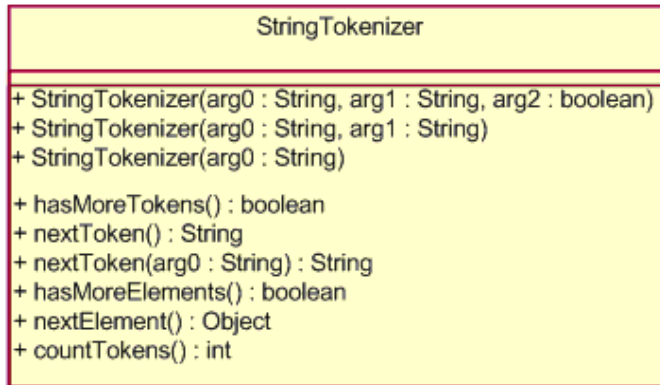 StringTokenizer
+ StringTokenizer(arg0 : String, arg1 : String, arg2 : boolean)
+ StringTokenizer(arg0 : String, arg1 : String)
+ StringTokenizer(arg0 : String)
+ hasMoreTokens() : boolean
+ nextToken() : String
+ nextToken(arg0 : String) : String
+ hasMoreElements() : boolean
+ nextElement() : Object
+ countTokens() : int